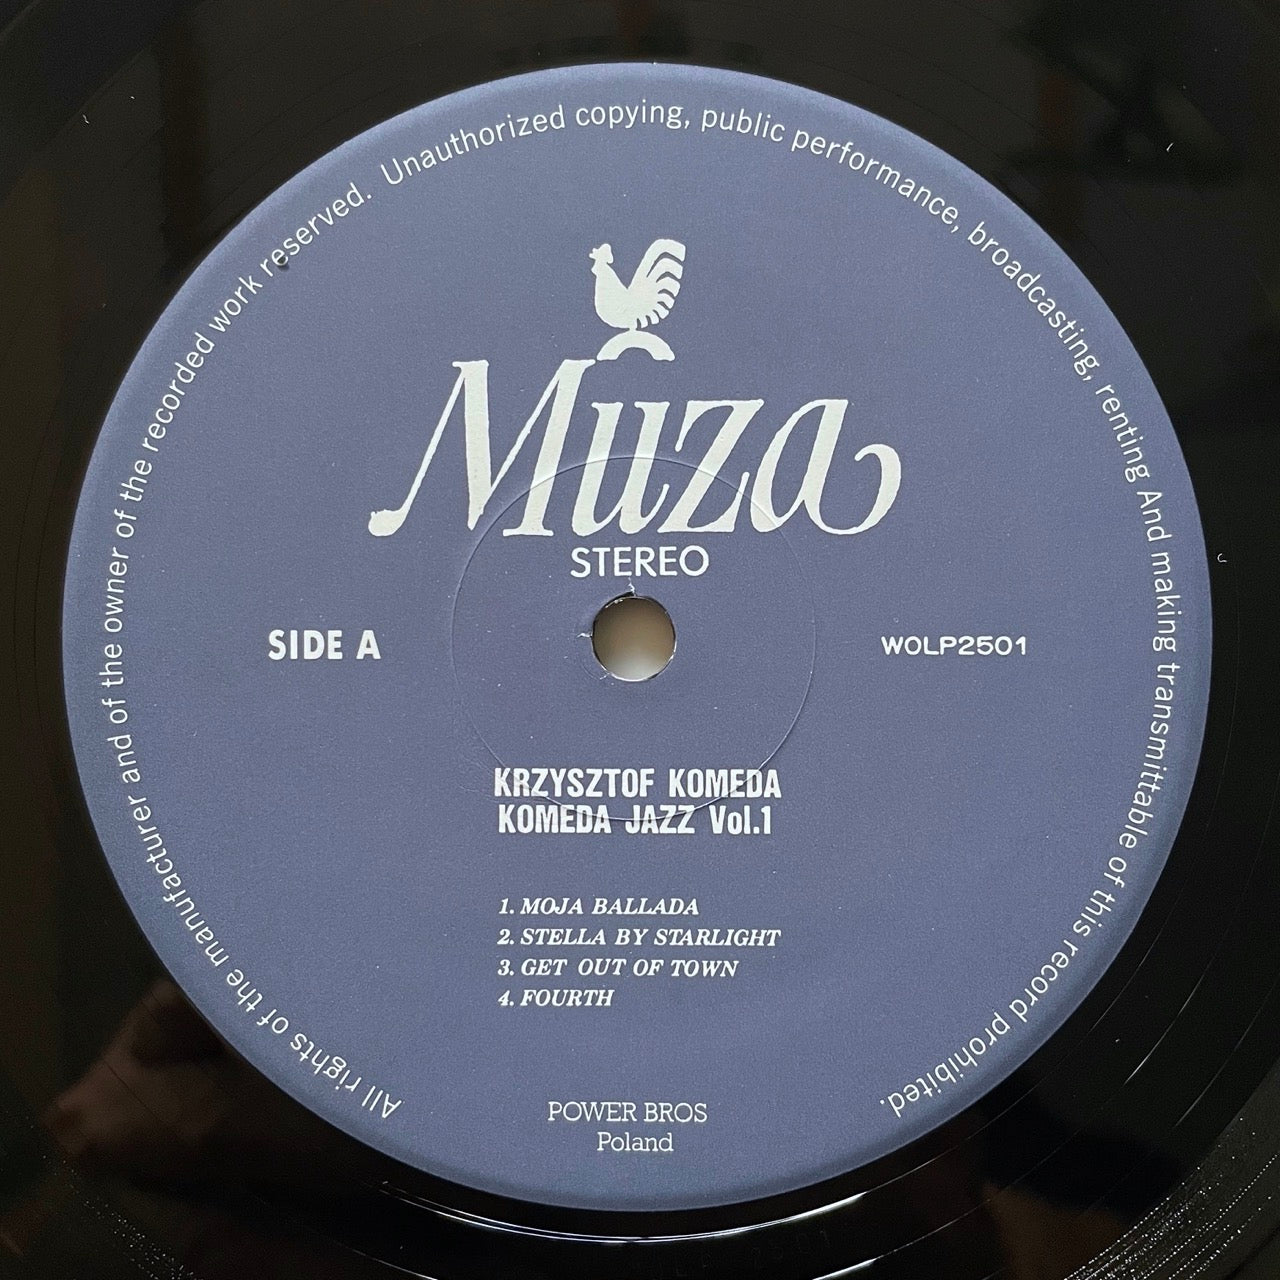 All rights of the manufacturer and of the owner of the recorded work reserved. Unauthorized copying, public performance, broadcasting, renting And making transmittable of this record prohibited.
Muza
STEREO
SIDE A
WOLP2501
KRZYSZTOF KOMEDA
KOMEDA JAZZ Vol.1
1. MOJA BALLADA
2. STELLA BY STARLIGHT
3. GET OUT OF TOWN
4. FOURTH
POWER BROS
Poland